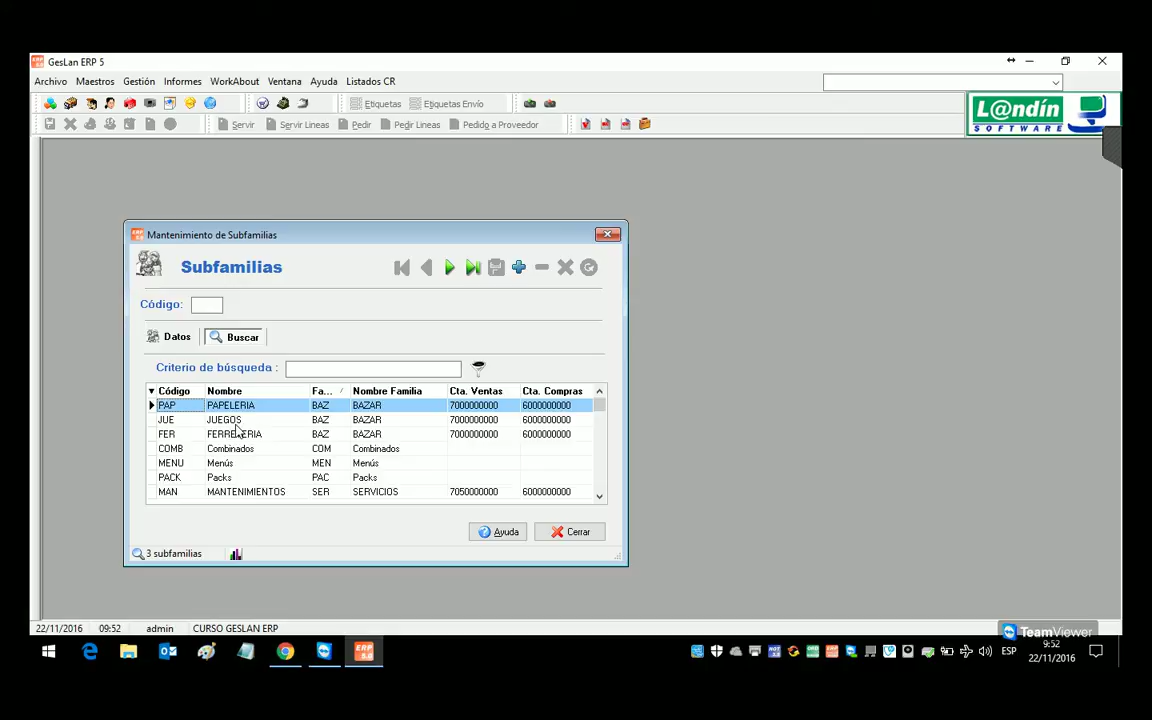 GesLan ERP 5
Archivo Maestros Gestión Informes WorkAbout Ventana Ayuda Listados CR
Etiquetas Etiquetas Envío
Servir Servir Lineas Pedir Pedir Lineas Pedido a Proveedor
L@ndín
SOFTWARE
Mantenimiento de Subfamilias
Subfamilias
Código:
Datos Buscar
Criterio de búsqueda :
Código Nombre Fa... Nombre Familia Cta. Ventas Cta. Compras
PAP PAPELERIA BAZ BAZAR 7000000000 6000000000
JUE JUEGOS BAZ BAZAR
FER FERRETERIA BAZ BAZAR 7000000000 6000000000
COMB Combinados COM Combinados
MENU Menús MEN Menús
PACK Packs PAC Packs
MAN MANTENIMIENTOS SER SERVICIOS 7050000000 6000000000
Ayuda Cerrar
3 subfamilias
22/11/2016 09:52 admin CURSO GESLAN ERP
TeamViewer
ESP
9:52
22/11/2016